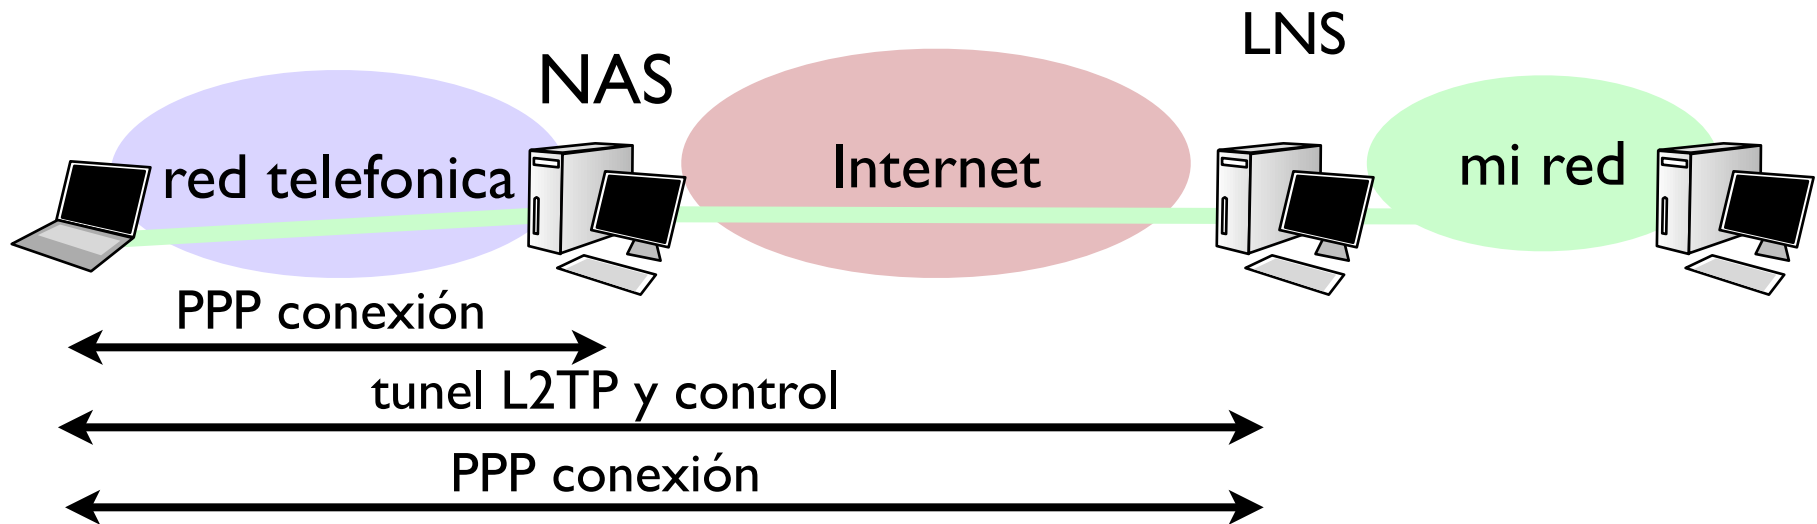 LNS
NAS
red telefonica
Internet
mi red
PPP conexión
tunel L2TP y control
PPP conexión